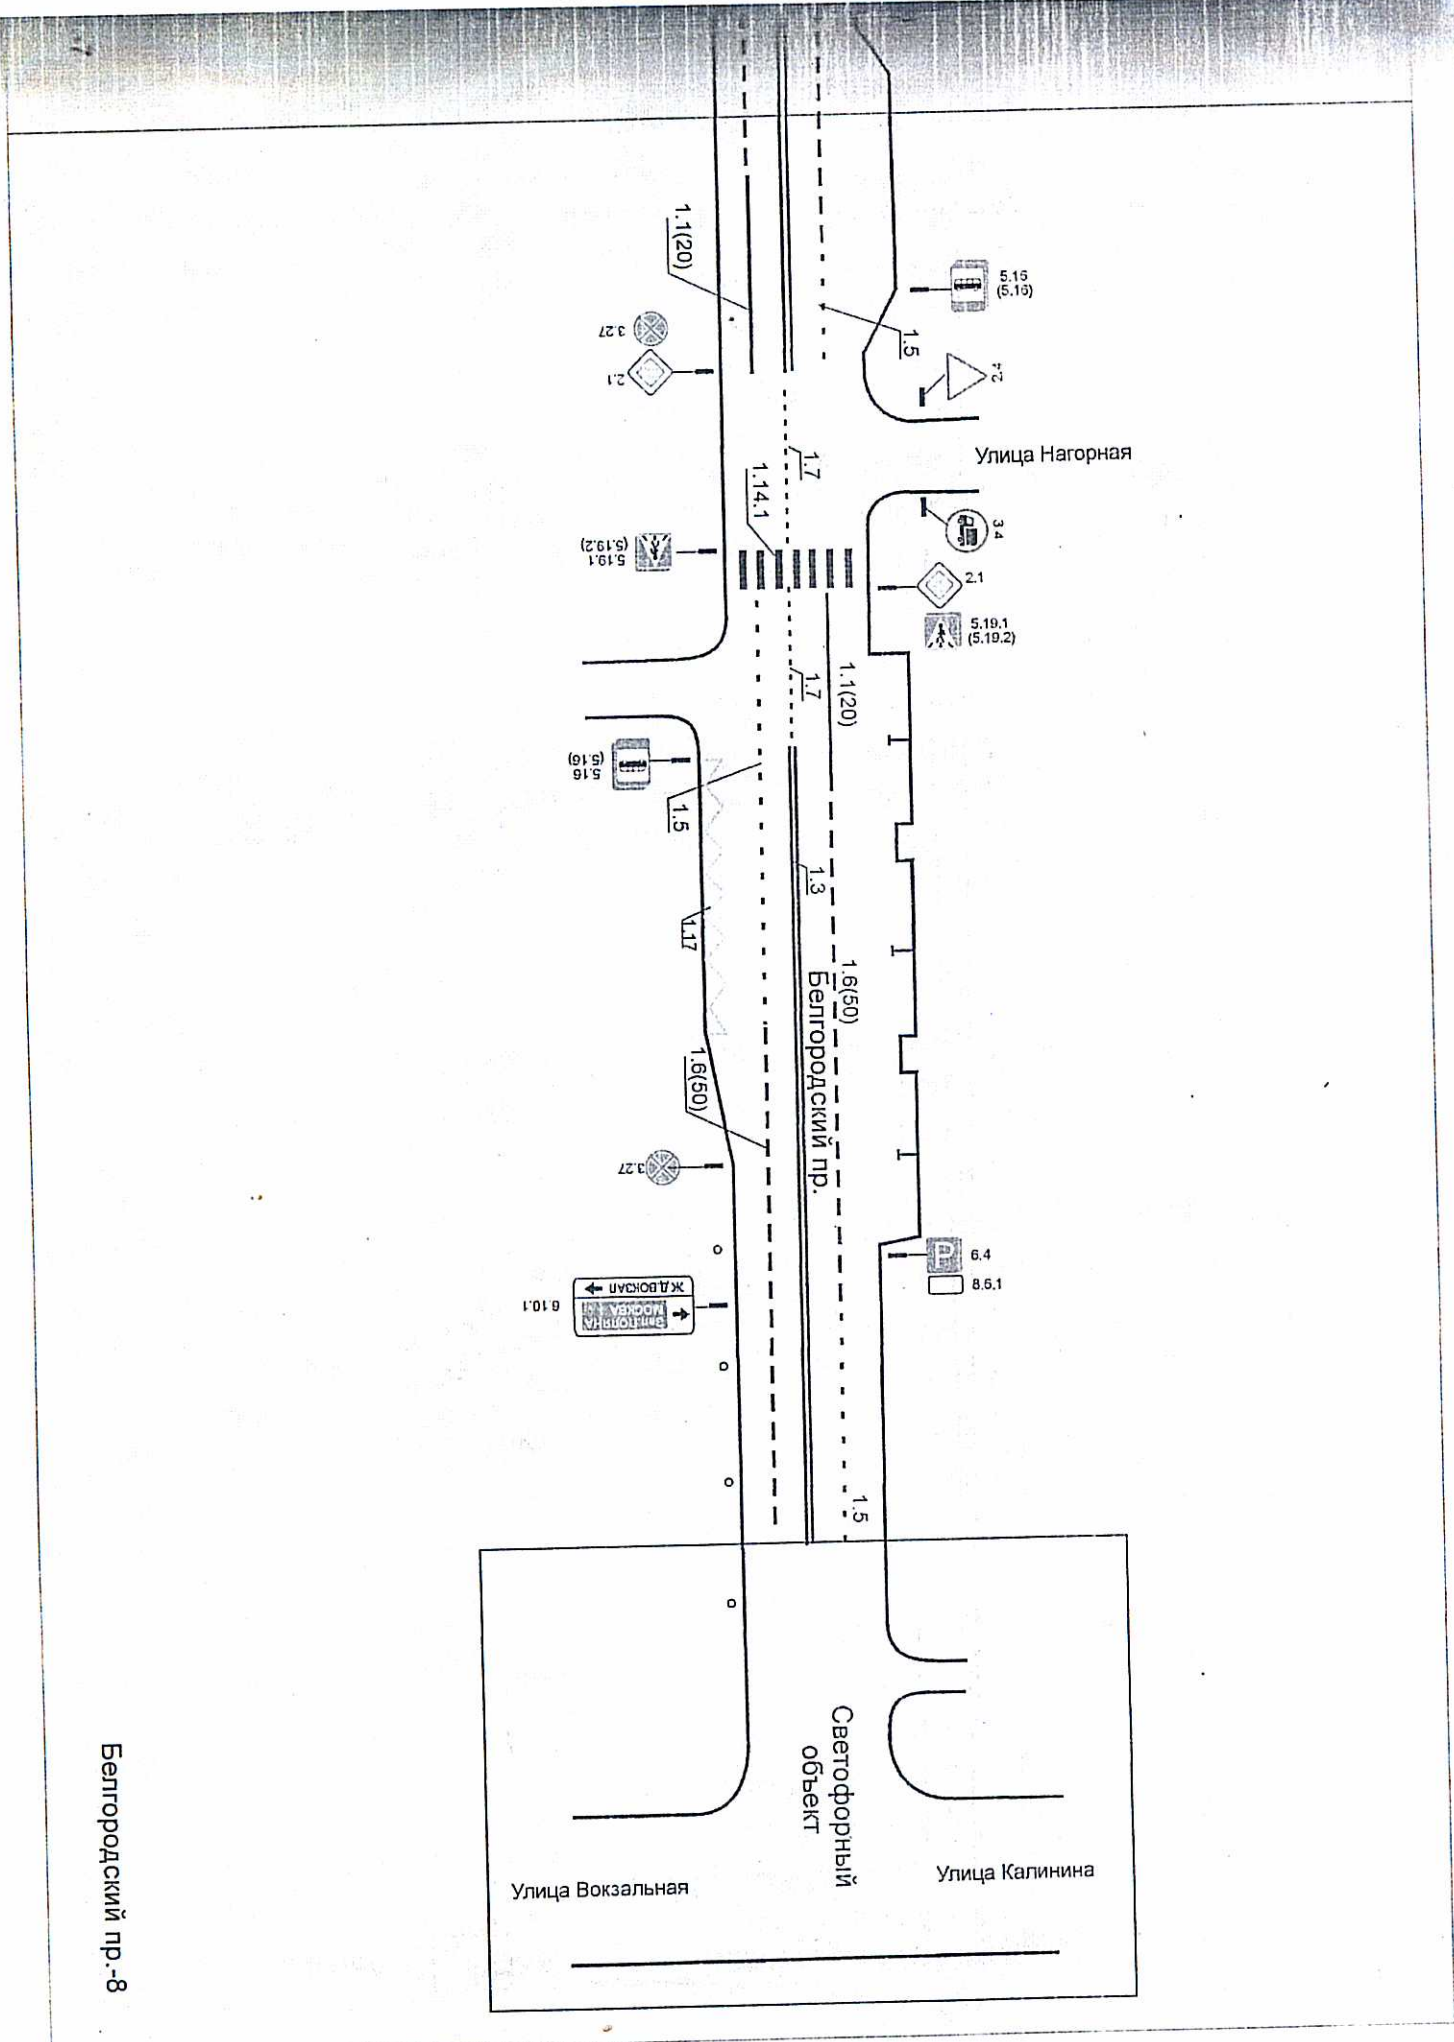 5.16
(5.16)
1.1(20)
3.27
2.1
1.5
2.4
Улица Нагорная
1.7
1.14.1
3.4
5.19.1
(5.19.2)
2.1
5.19.1
(5.19.2)
1.7
1.1(20)
5.16
(5.16)
1.5
1.3
1.17
1.6(50)
Белгородский пр.
1.6(50)
3.27
P
6.4
8.6.1
6.10.1
МОСКВА
Ж.Д.ВОКЗАЛ
1.5
Светофорный
объект
Улица Калинина
Улица Вокзальная
Белгородский пр.-8